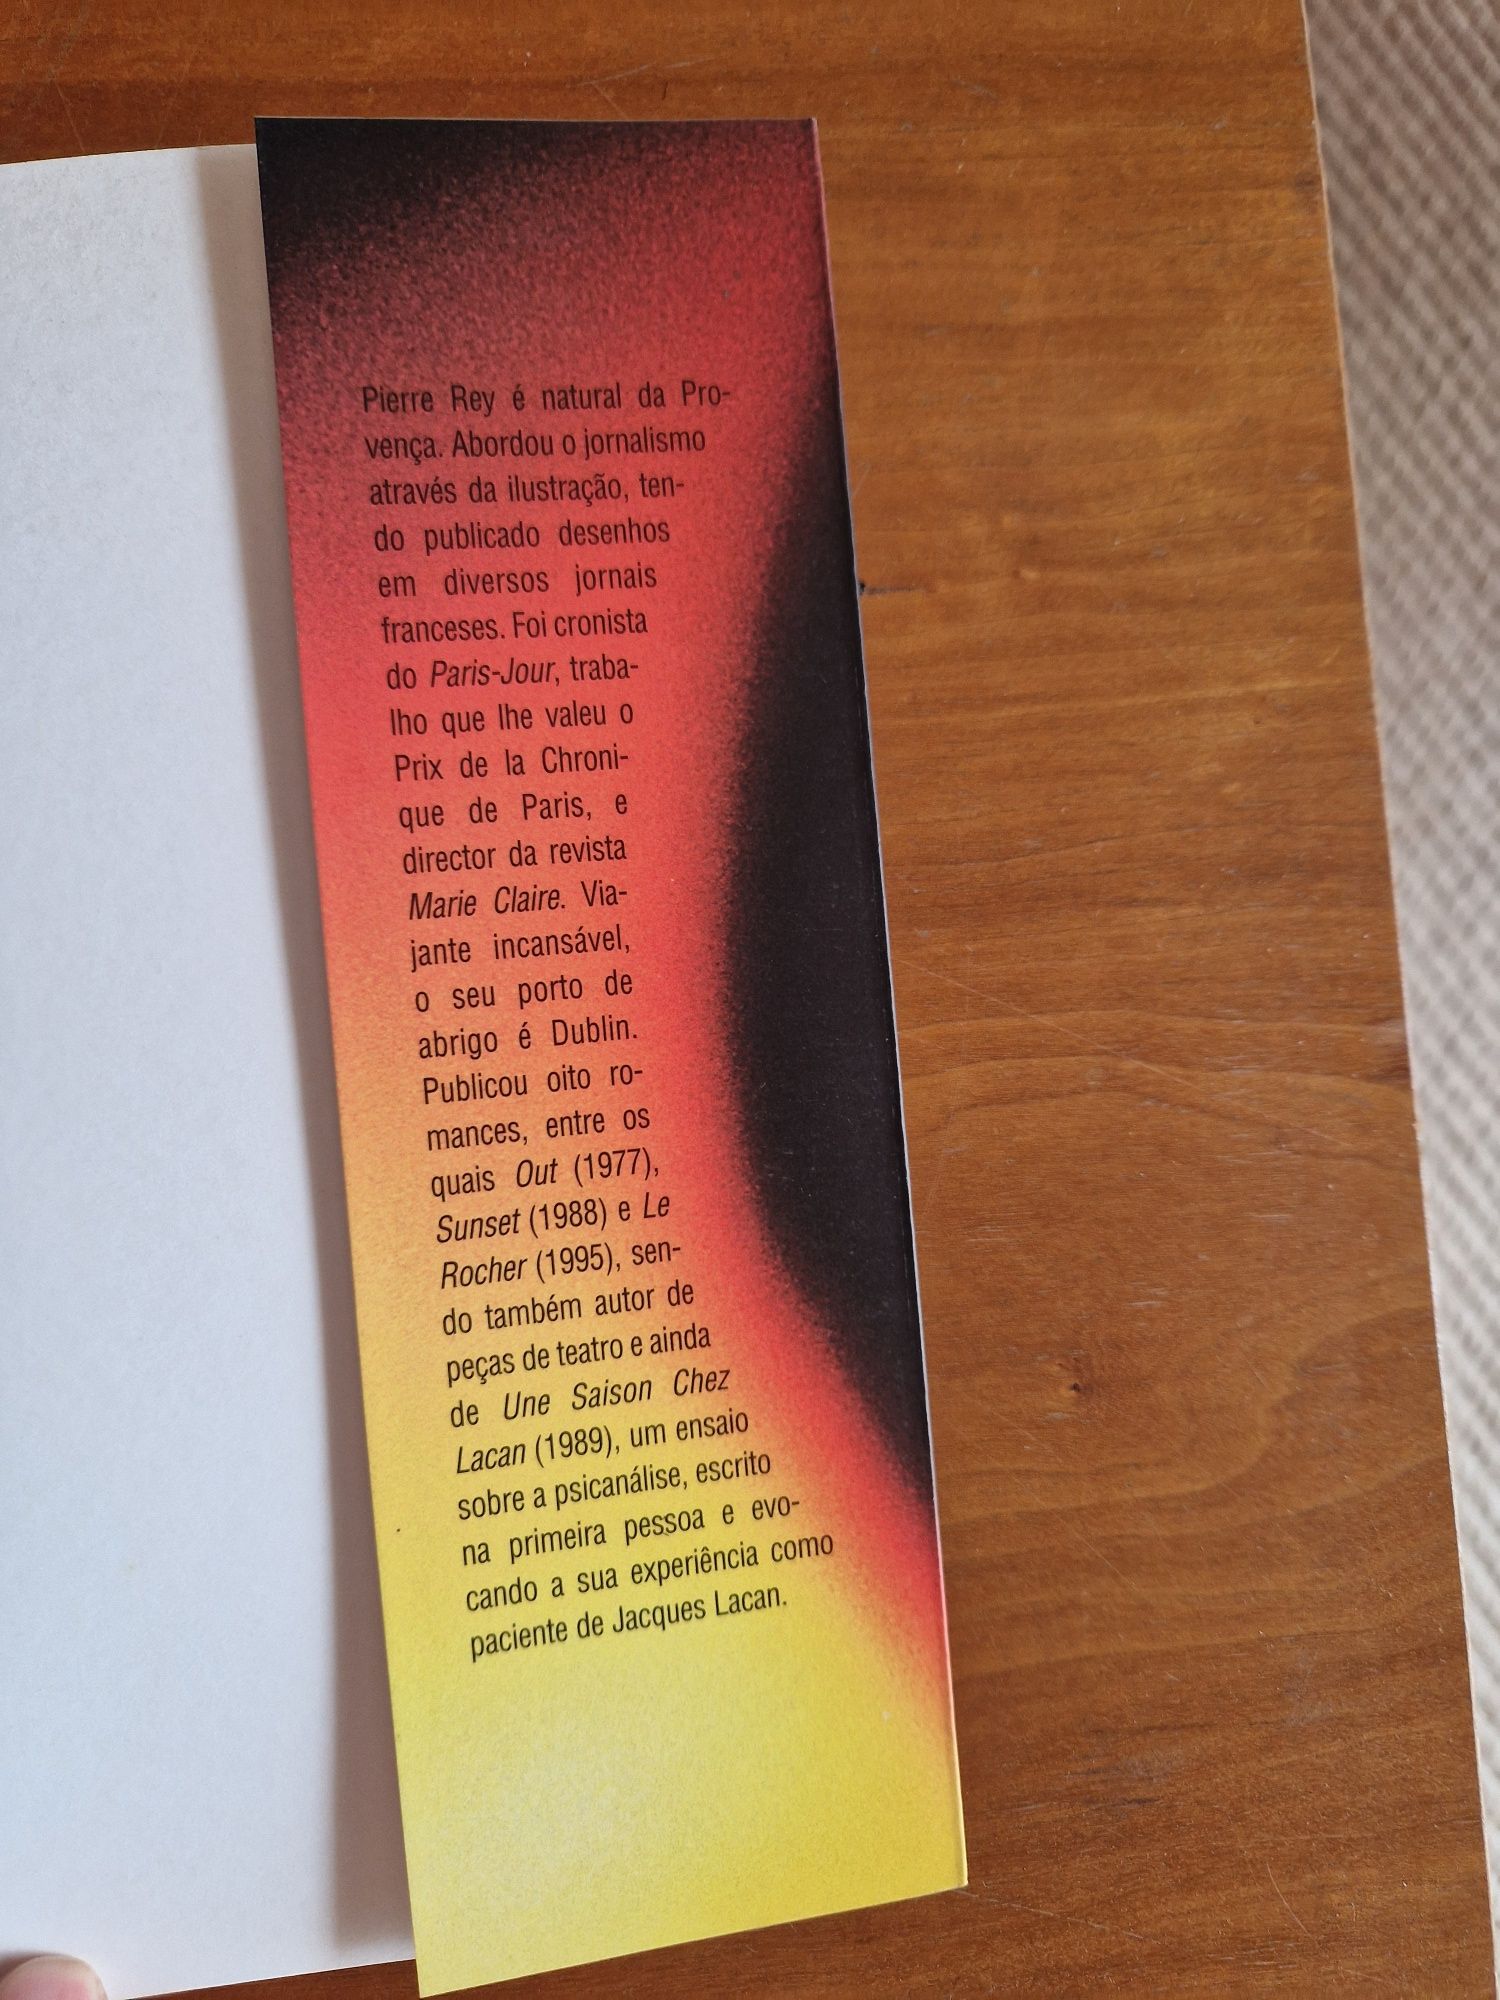 Pierre Rey é natural da Pro-
vença. Abordou o jornalismo
através da ilustração, ten-
do publicado desenhos
em diversos jornais
franceses. Foi cronista
do Paris-Jour, traba-
lho que lhe valeu o
Prix de la Chroni-
que de Paris, e
director da revista
Marie Claire. Via-
jante incansável,
o seu porto de
abrigo é Dublin.
Publicou oito ro-
mances, entre os
quais Out (1977),
Sunset (1988) e Le
Rocher (1995), sen-
do também autor de
peças de teatro e ainda
de Une Saison Chez
Lacan (1989), um ensaio
sobre a psicanálise, escrito
na primeira pessoa e evo-
cando a sua experiência como
paciente de Jacques Lacan.